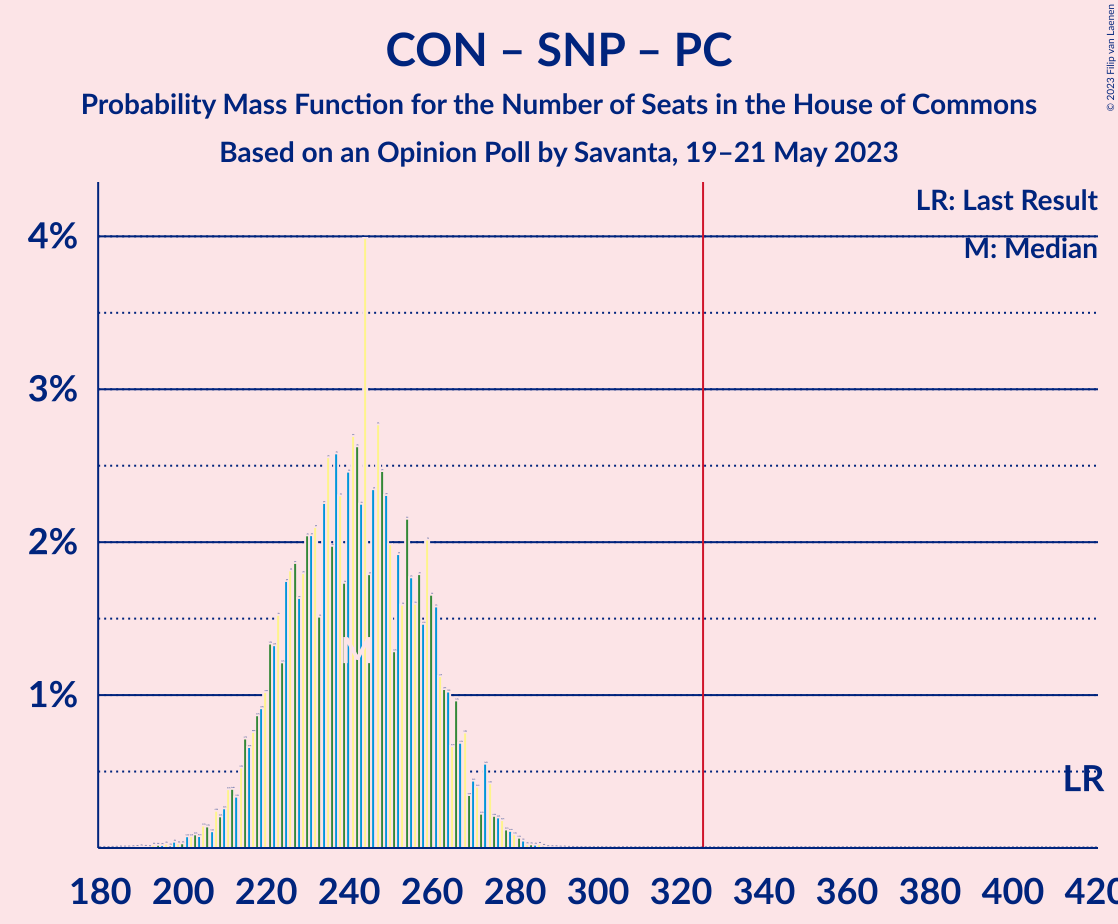 CON – SNP – PC
Probability Mass Function for the Number of Seats in the House of Commons
Based on an Opinion Poll by Savanta, 19–21 May 2023
© 2023 Filip van Laenen
LR: Last Result
M: Median
4%
3%
2%
1%
M
LR
180 200 220 240 260 280 300 320 340 360 380 400 420